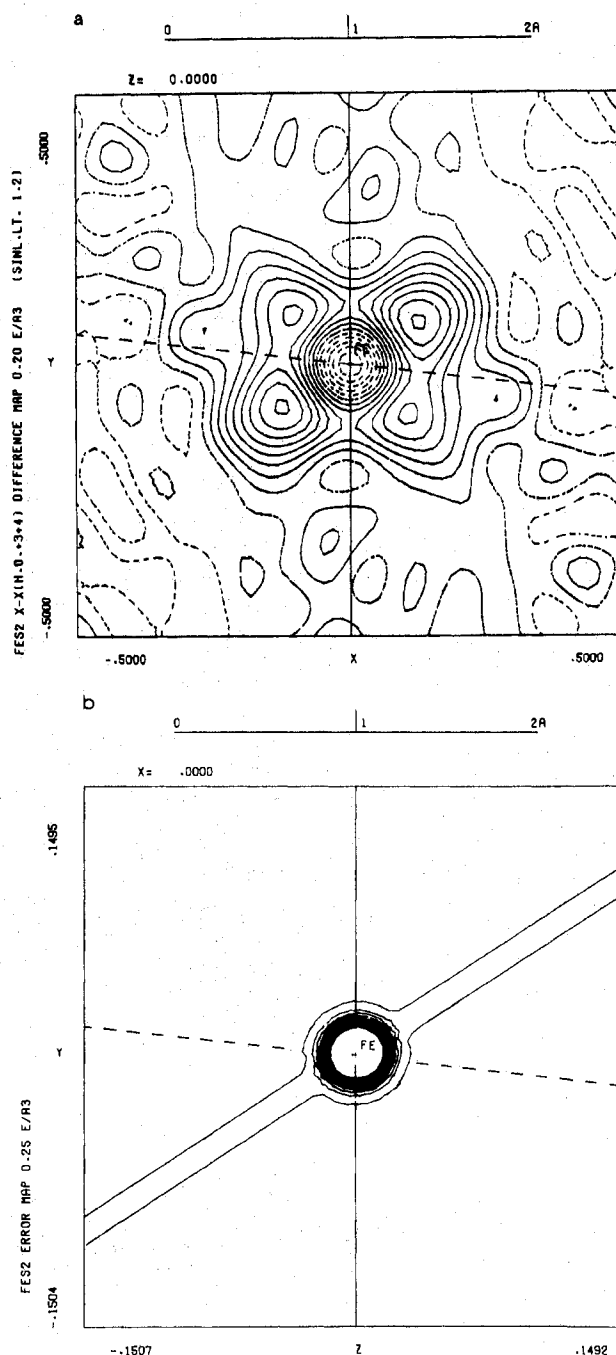 a
0 1 2A
Z= 0.0000
FES2 X-X(H.O.+3+4) DIFFERENCE MAP 0.20 E/A3 (SINL.LT. 1.2)
.5000
Y
-.5000
-.5000 X .5000
b
0 1 2A
X= .0000
FES2 ERROR MAP 0.25 E/A3
.1495
Y
FE
-.1504
-.1507 Z .1492